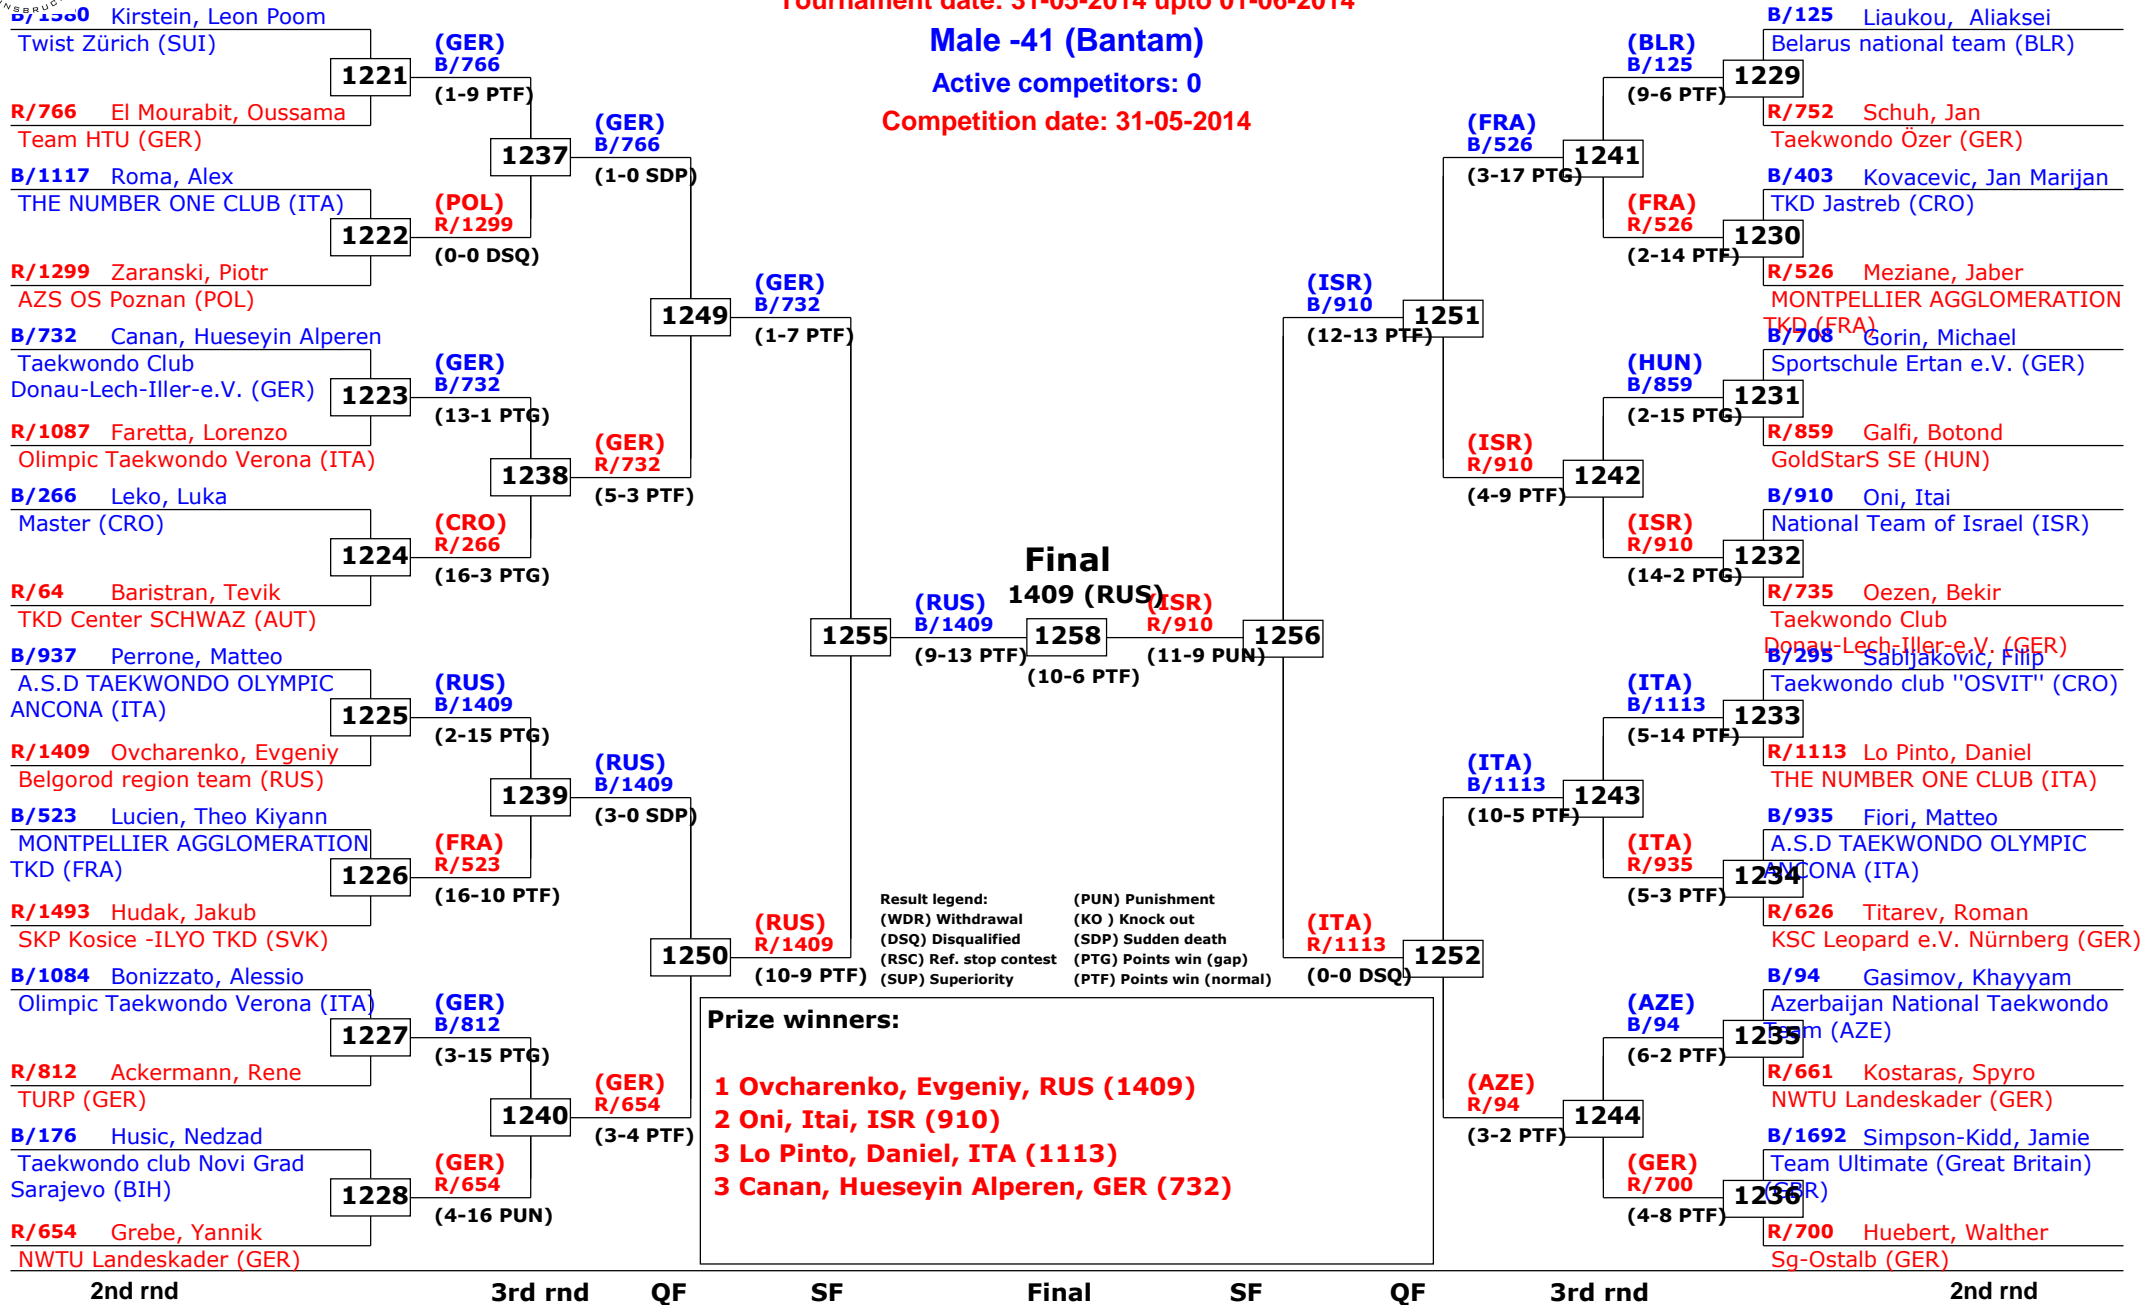 Tournament date: 31-05-2014 upto 01-06-2014
Male -41 (Bantam)
Active competitors: 0
Competition date: 31-05-2014
B/1580 Kirstein, Leon Poom
Twist Zürich (SUI)
1221
R/766 El Mourabit, Oussama
Team HTU (GER)
B/1117 Roma, Alex
THE NUMBER ONE CLUB (ITA)
1222
R/1299 Zaranski, Piotr
AZS OS Poznan (POL)
B/732 Canan, Hueseyin Alperen
Taekwondo Club
Donau-Lech-Iller-e.V. (GER)
1223
R/1087 Faretta, Lorenzo
Olimpic Taekwondo Verona (ITA)
B/266 Leko, Luka
Master (CRO)
1224
R/64 Baristran, Tevik
TKD Center SCHWAZ (AUT)
B/937 Perrone, Matteo
A.S.D TAEKWONDO OLYMPIC
ANCONA (ITA)
1225
R/1409 Ovcharenko, Evgeniy
Belgorod region team (RUS)
B/523 Lucien, Theo Kiyann
MONTPELLIER AGGLOMERATION
TKD (FRA)
1226
R/1493 Hudak, Jakub
SKP Kosice -ILYO TKD (SVK)
B/1084 Bonizzato, Alessio
Olimpic Taekwondo Verona (ITA)
1227
R/812 Ackermann, Rene
TURP (GER)
B/176 Husic, Nedzad
Taekwondo club Novi Grad
Sarajevo (BIH)
1228
R/654 Grebe, Yannik
NWTU Landeskader (GER)
(GER)
B/766
(1-9 PTF)
1237
(POL)
R/1299
(0-0 DSQ)
(GER)
B/732
(13-1 PTG)
1238
(CRO)
R/266
(16-3 PTG)
(RUS)
B/1409
(2-15 PTG)
1239
(FRA)
R/523
(16-10 PTF)
(GER)
B/812
(3-15 PTG)
1240
(GER)
R/654
(4-16 PUN)
(GER)
B/766
(1-0 SDP)
1249
(GER)
R/732
(5-3 PTF)
(RUS)
B/1409
(3-0 SDP)
1250
(GER)
R/654
(3-4 PTF)
(GER)
B/732
(1-7 PTF)
1255
(RUS)
R/1409
(10-9 PTF)
(RUS)
B/1409
(9-13 PTF)
Final
1409 (RUS)
1258
(10-6 PTF)
(ISR)
R/910
(11-9 PUN)
(ISR)
B/910
(12-13 PTF)
1256
(ITA)
R/1113
(0-0 DSQ)
(FRA)
B/526
(3-17 PTG)
1251
(ISR)
R/910
(4-9 PTF)
(ITA)
B/1113
(10-5 PTF)
1252
(AZE)
R/94
(3-2 PTF)
(BLR)
B/125
(9-6 PTF)
1241
(FRA)
R/526
(2-14 PTF)
(HUN)
B/859
(2-15 PTG)
1242
(ISR)
R/910
(14-2 PTG)
(ITA)
B/1113
(5-14 PTF)
1243
(ITA)
R/935
(5-3 PTF)
(AZE)
B/94
(6-2 PTF)
1244
(GER)
R/700
(4-8 PTF)
B/125 Liaukou, Aliaksei
Belarus national team (BLR)
1229
R/752 Schuh, Jan
Taekwondo Özer (GER)
B/403 Kovacevic, Jan Marijan
TKD Jastreb (CRO)
1230
R/526 Meziane, Jaber
MONTPELLIER AGGLOMERATION
TKD (FRA)
B/708 Gorin, Michael
Sportschule Ertan e.V. (GER)
1231
R/859 Galfi, Botond
GoldStarS SE (HUN)
B/910 Oni, Itai
National Team of Israel (ISR)
1232
R/735 Oezen, Bekir
Taekwondo Club
Donau-Lech-Iller-e.V. (GER)
B/295 Sabljakovic, Filip
Taekwondo club "OSVIT" (CRO)
1233
R/1113 Lo Pinto, Daniel
THE NUMBER ONE CLUB (ITA)
B/935 Fiori, Matteo
A.S.D TAEKWONDO OLYMPIC
ANCONA (ITA)
1234
R/626 Titarev, Roman
KSC Leopard e.V. Nürnberg (GER)
B/94 Gasimov, Khayyam
Azerbaijan National Taekwondo
Team (AZE)
1235
R/661 Kostaras, Spyro
NWTU Landeskader (GER)
B/1692 Simpson-Kidd, Jamie
Team Ultimate (Great Britain)
(GBR)
1236
R/700 Huebert, Walther
Sg-Ostalb (GER)
Result legend: (PUN) Punishment
(WDR) Withdrawal (KO ) Knock out
(DSQ) Disqualified (SDP) Sudden death
(RSC) Ref. stop contest (PTG) Points win (gap)
(SUP) Superiority (PTF) Points win (normal)
Prize winners:
1 Ovcharenko, Evgeniy, RUS (1409)
2 Oni, Itai, ISR (910)
3 Lo Pinto, Daniel, ITA (1113)
3 Canan, Hueseyin Alperen, GER (732)
2nd rnd 3rd rnd QF SF Final SF QF 3rd rnd 2nd rnd